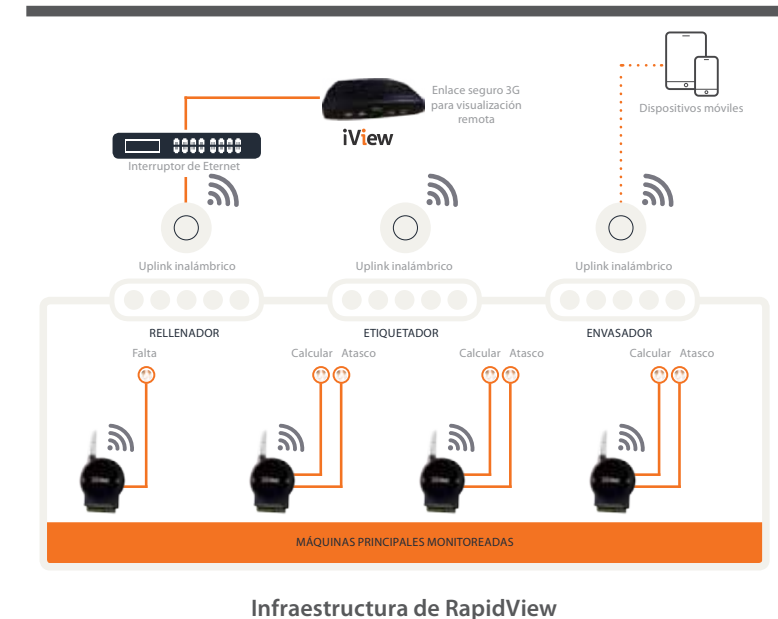 Enlace seguro 3G
para visualización
remota
iView
Dispositivos móviles
Interruptor de Eternet
Uplink inalámbrico
Uplink inalámbrico
Uplink inalámbrico
RELLENADOR
ETIQUETADOR
ENVASADOR
Falta
Calcular Atasco
Calcular Atasco
Calcular Atasco
MÁQUINAS PRINCIPALES MONITOREADAS
Infraestructura de RapidView